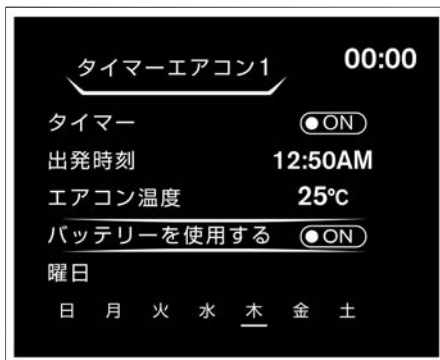 タイマーエアコン1 00:00
タイマー ON
出発時刻 12:50AM
エアコン温度 25℃
バッテリーを使用する ON
曜日
日 月 火 水 木 金 土